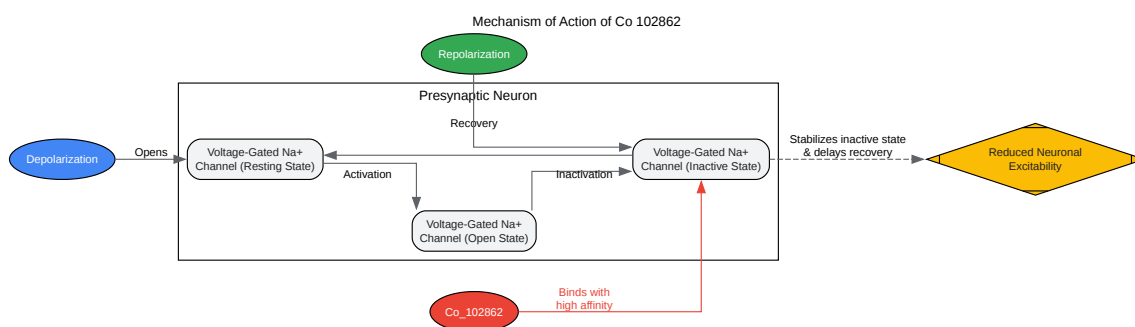 Mechanism of Action of Co 102862
Repolarization
Presynaptic Neuron
Depolarization
Opens
Voltage-Gated Na+
Channel (Resting State)
Recovery
Activation
Inactivation
Voltage-Gated Na+
Channel (Inactive State)
Voltage-Gated Na+
Channel (Open State)
Stabilizes inactive state
& delays recovery
Reduced Neuronal
Excitability
Co_102862
Binds with
high affinity